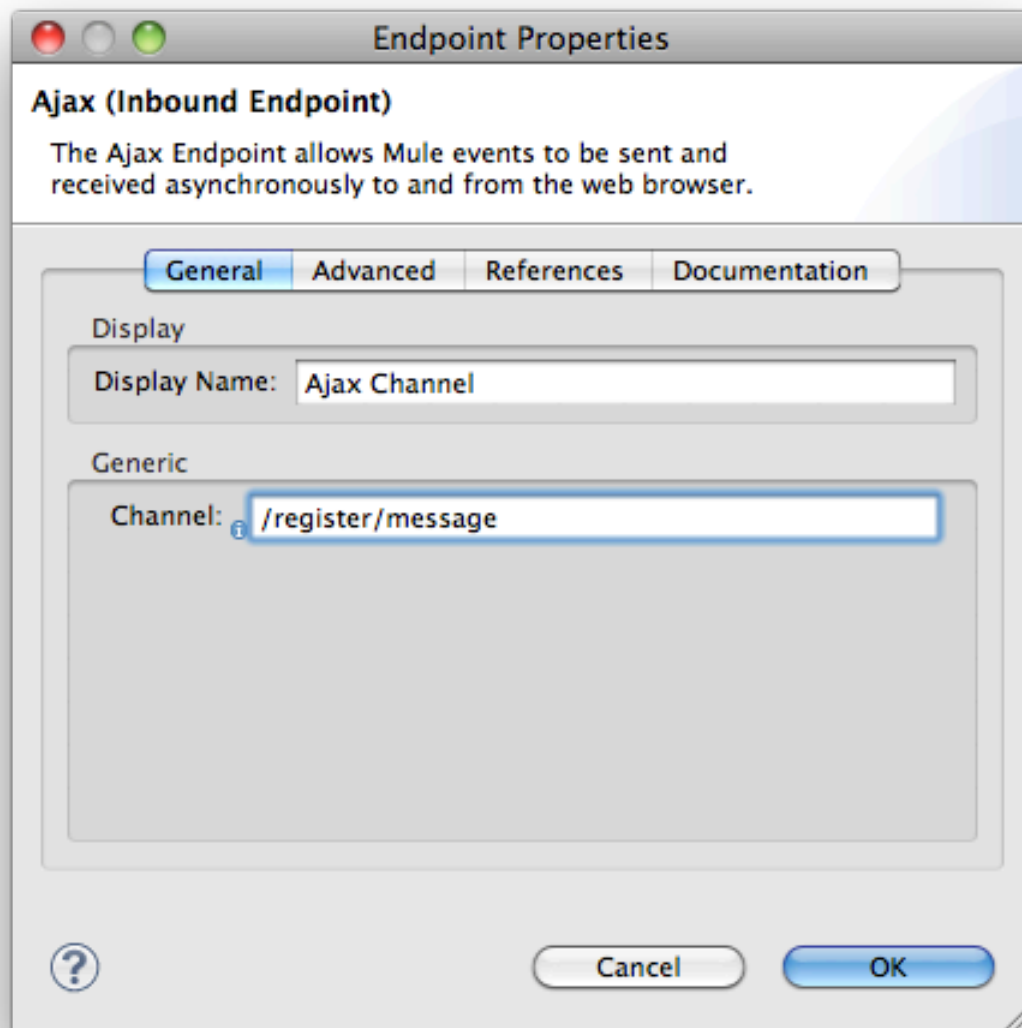 Endpoint Properties
Ajax (Inbound Endpoint)
The Ajax Endpoint allows Mule events to be sent and
received asynchronously to and from the web browser.
General Advanced References Documentation
Display
Display Name: Ajax Channel
Generic
Channel: /register/message
? Cancel OK